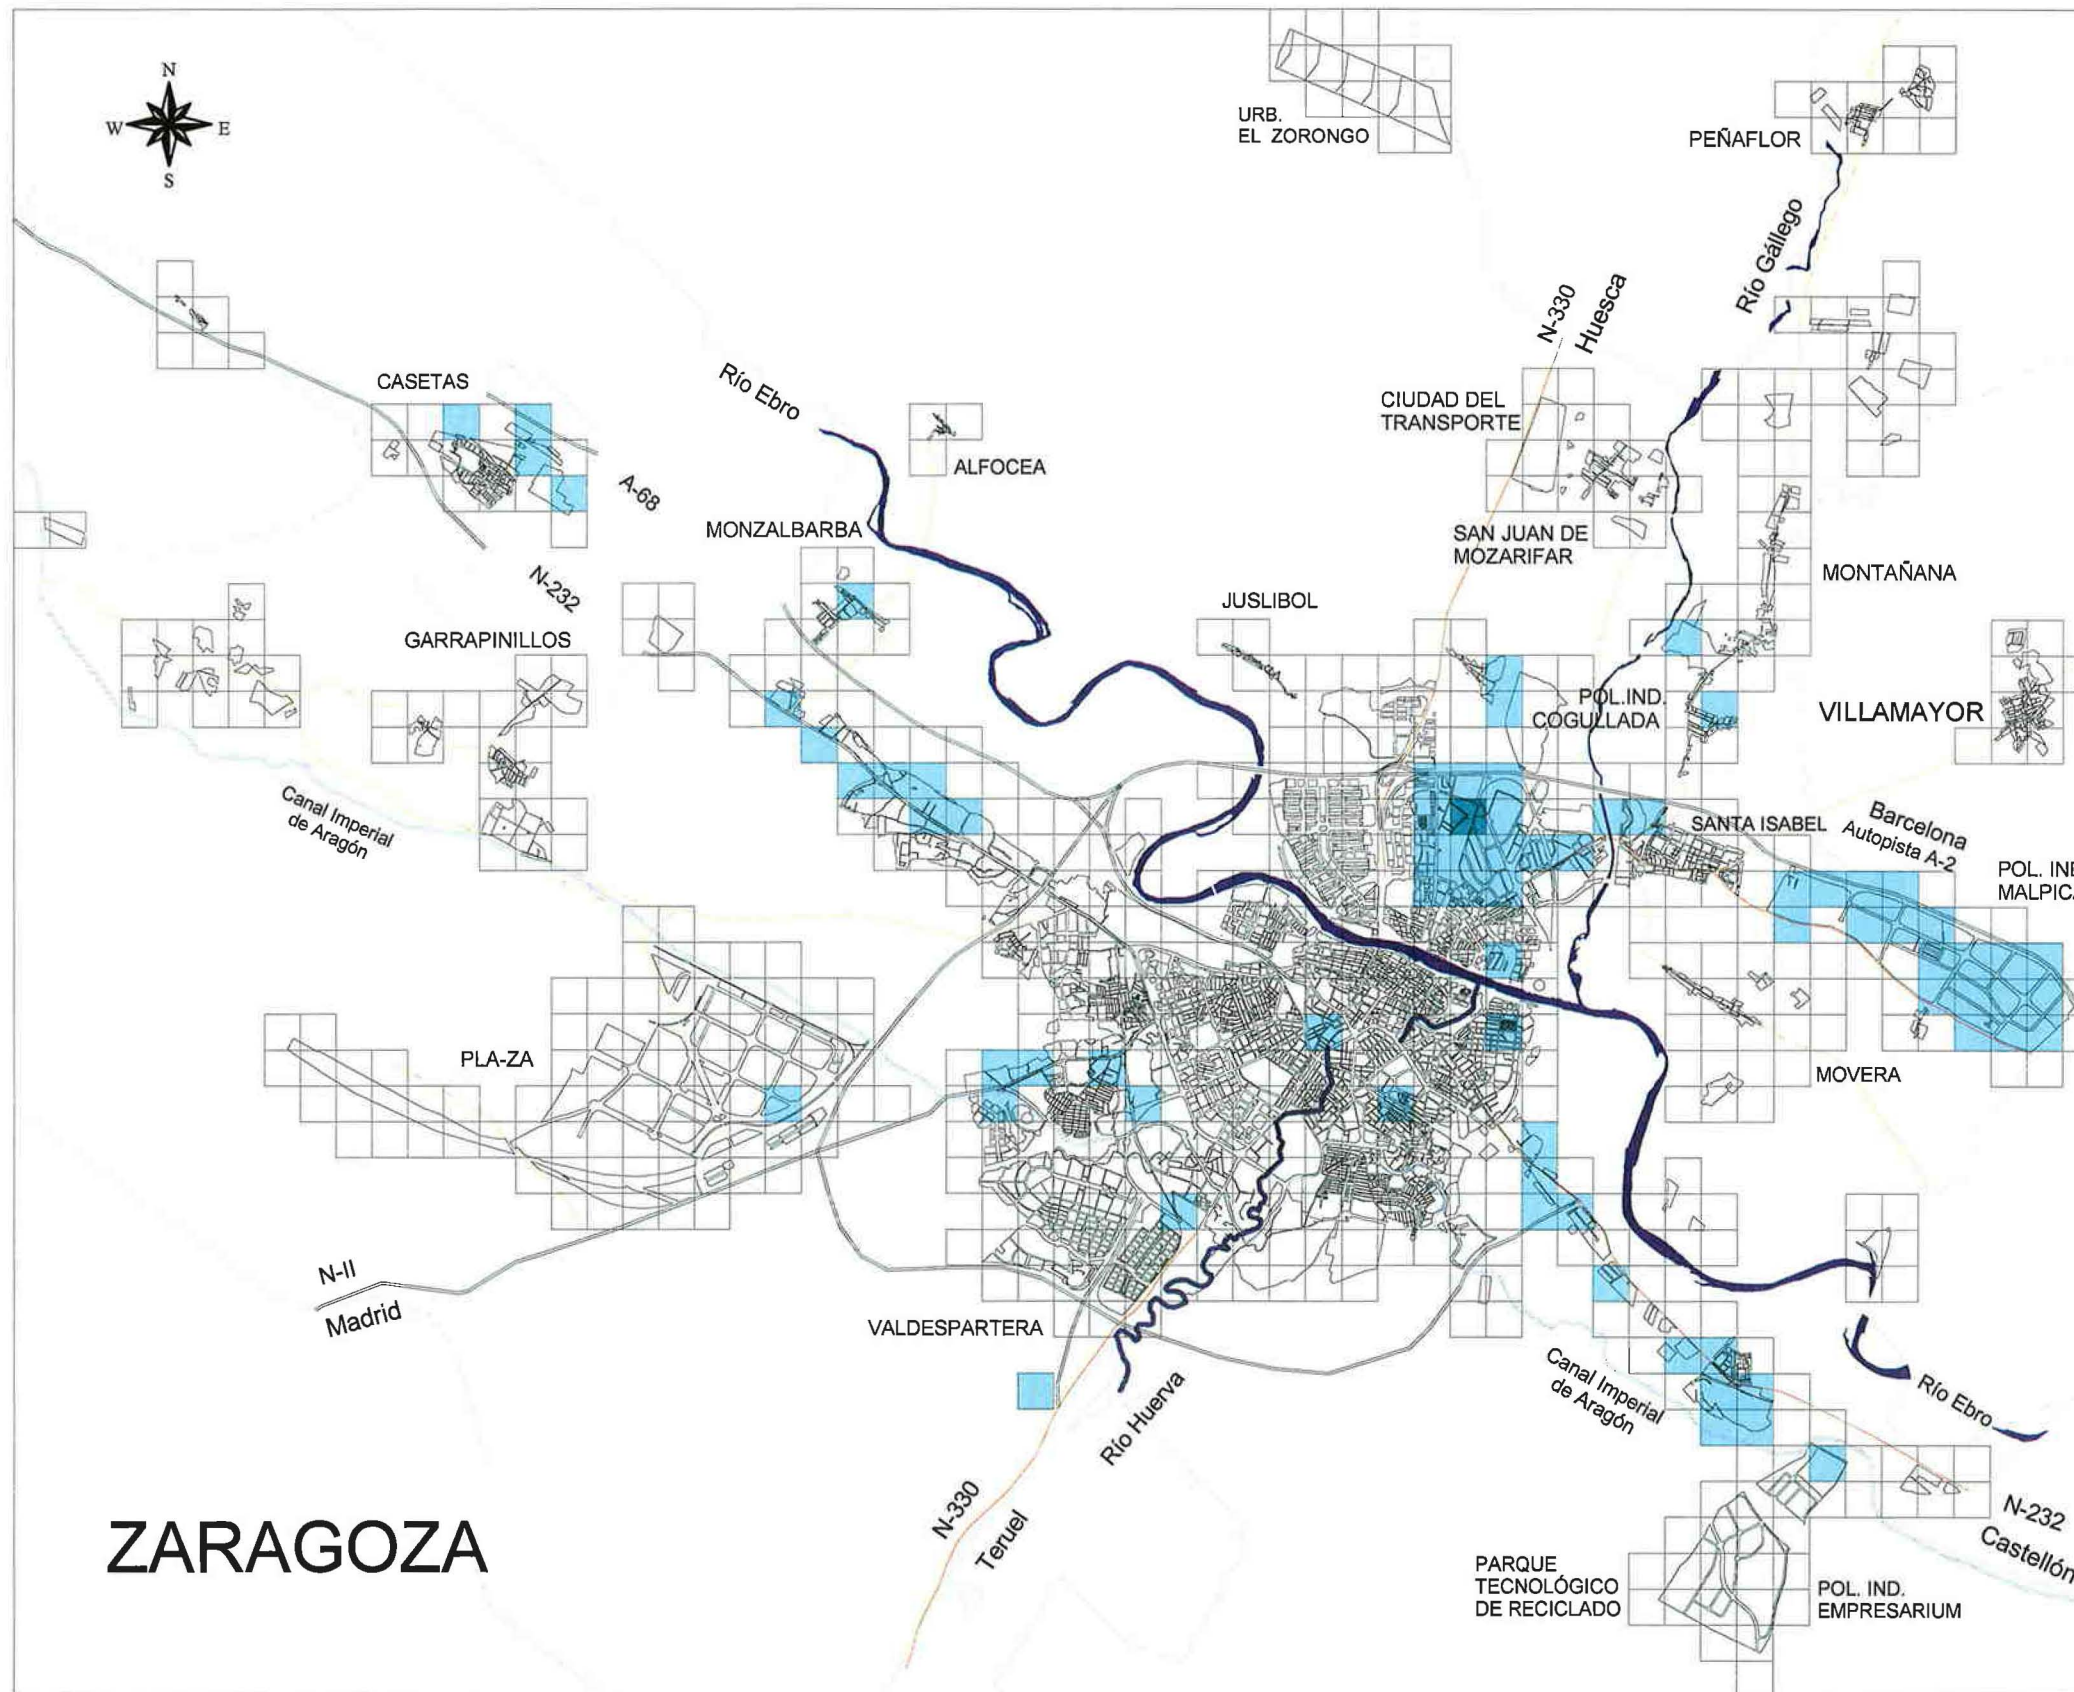 N
W E
S
URB.
EL ZORONGO
PEÑAFLOR
Río Gállego
N-330
Huesca
CASETAS
Río Ebro
CIUDAD DEL
TRANSPORTE
ALFOCEA
A-68
MONZALBARBA
SAN JUAN DE
MOZARIFAR
MONTAÑANA
N-232
JUSLIBOL
GARRAPINILLOS
POL.IND.
COGULLADA
VILLAMAYOR
Canal Imperial
de Aragón
SANTA ISABEL
Barcelona
Autopista A-2
POL.
PLA-ZA
MOVERA
N-II
Madrid
VALDESPARTERA
Canal Imperial
de Aragón
Río Huerva
Río Ebro
N-330
Teruel
N-232
Castellón
ZARAGOZA
PARQUE
TECNOLÓGICO
DE RECICLADO
POL. IND.
EMPRESARIUM